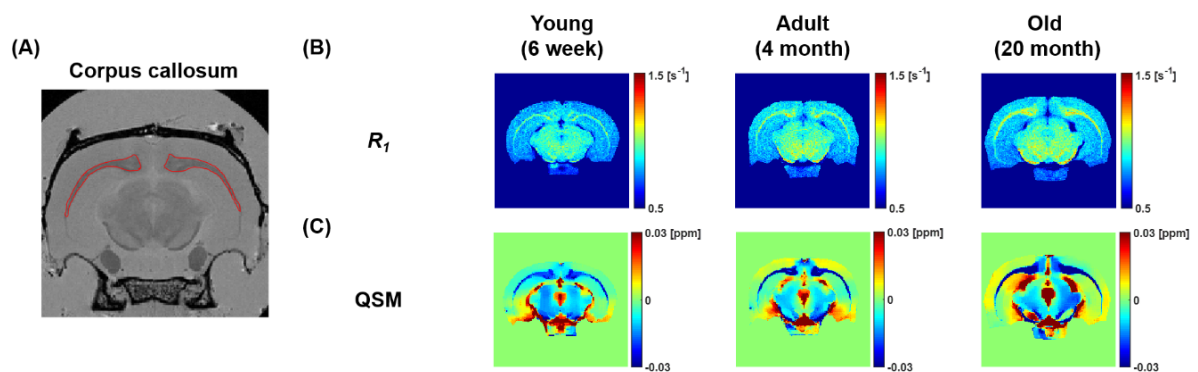 (A)
Corpus callosum
(B)
Young
(6 week)
Adult
(4 month)
Old
(20 month)
R₁
1.5 [s⁻¹]
0.5
1.5 [s⁻¹]
0.5
1.5 [s⁻¹]
0.5
(C)
QSM
0.03 [ppm]
0
-0.03
0.03 [ppm]
0
-0.03
0.03 [ppm]
0
-0.03